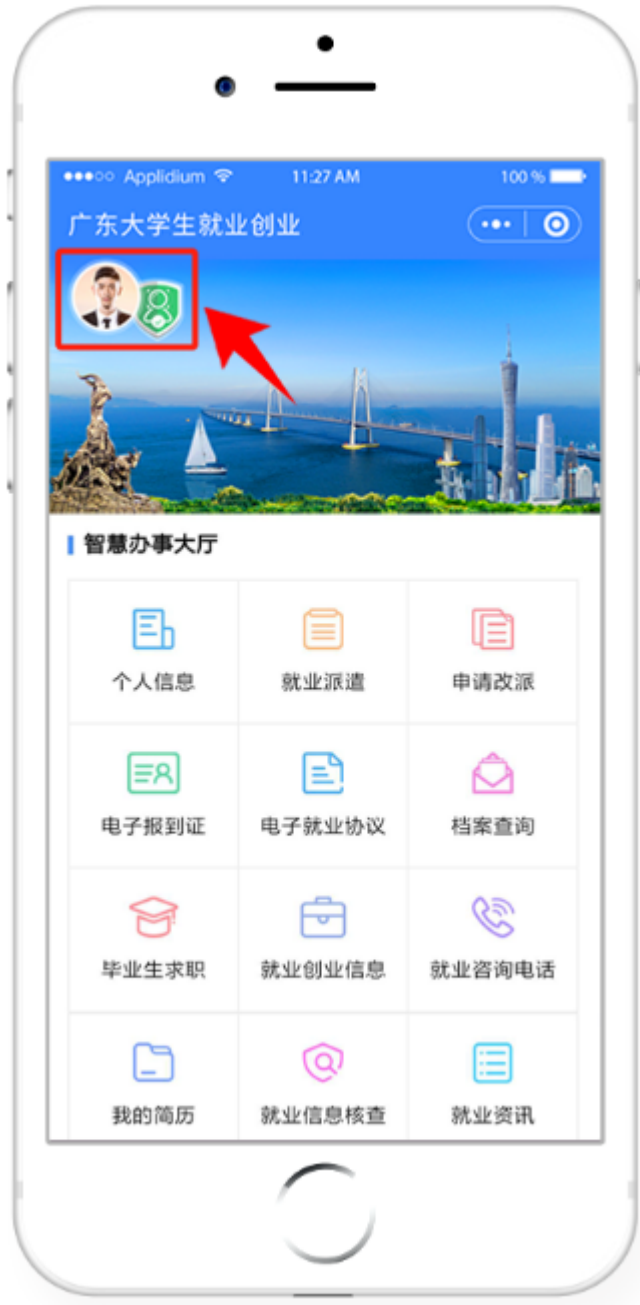 ●●●○○ Applidium 11:27 AM 100 %
广东大学生就业创业
智慧办事大厅
个人信息 就业派遣 申请改派
电子报到证 电子就业协议 档案查询
毕业生求职 就业创业信息 就业咨询电话
我的简历 就业信息核查 就业资讯